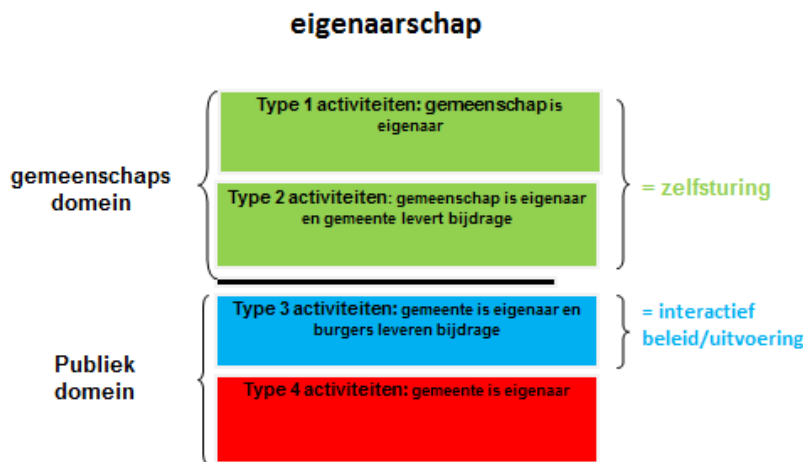 eigenaarschap
Type 1 activiteiten: gemeenschap is
eigenaar
gemeenschaps
domein
Type 2 activiteiten: gemeenschap is eigenaar
en gemeente levert bijdrage
= zelfsturing
Type 3 activiteiten: gemeente is eigenaar en
burgers leveren bijdrage
= interactief
beleid/uitvoering
Publiek
domein
Type 4 activiteiten: gemeente is eigenaar